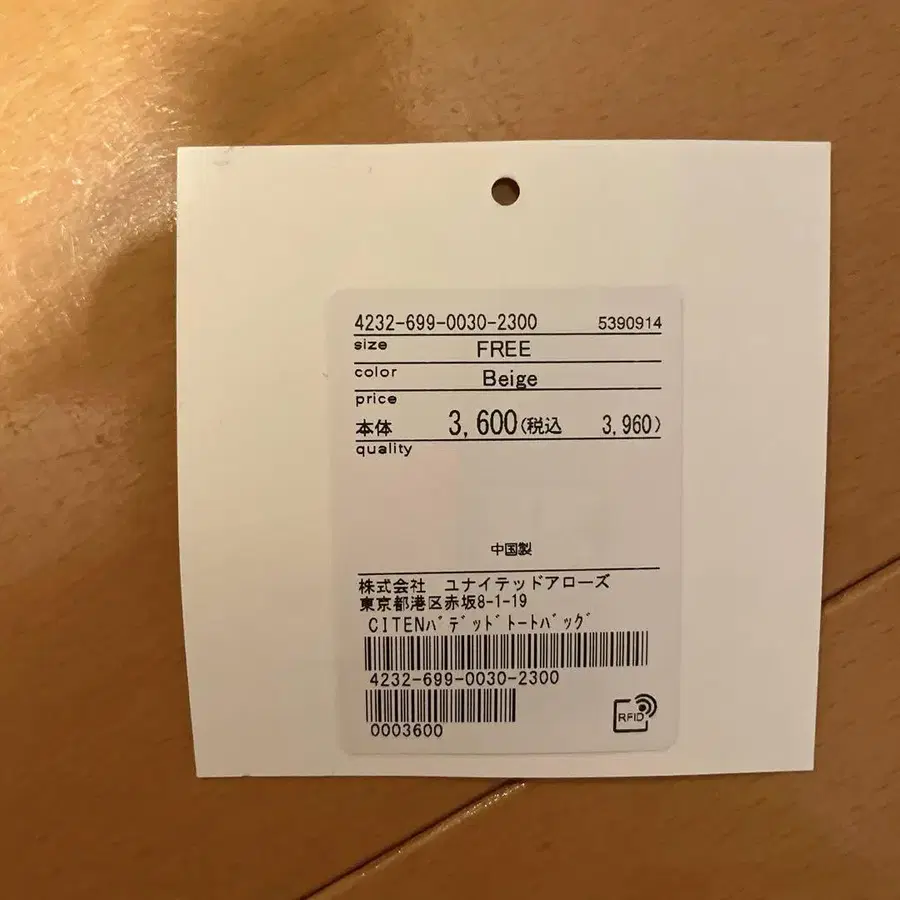 4232-699-0030-2300 5390914
size FREE
color Beige
price
本体 3,600(税込 3,960)
quality
中国製
株式会社 ユナイテッドアローズ
東京都港区赤坂8-1-19
CITENﾊﾟﾃﾞｯﾄﾞﾄｰﾄﾊﾞｯｸﾞ
4232-699-0030-2300
0003600
RFID